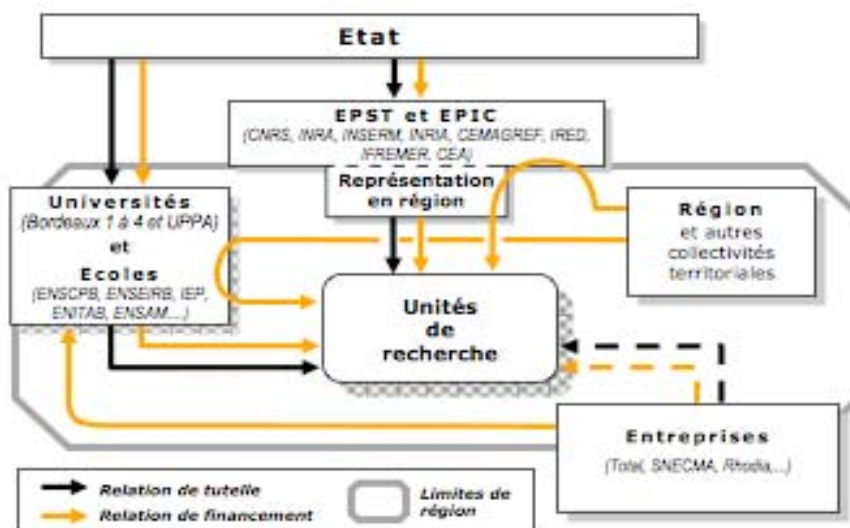 Etat
EPST et EPIC
(CNRS, INRA, INSERM, INRIA, CEMAGREF, IRED,
IFREMER, CEA)
Représentation
en région
Universités
(Bordeaux 1 à 4 et UPPA)
et
Ecoles
(ENSCPB, ENSEIRB, IEP,
ENITAB, ENSAM....)
Région
et autres
collectivités
territoriales
Unités
de
recherche
Entreprises
(Total, SNECMA, Rhodia,...)
Relation de tutelle
Relation de financement
Limites de
région